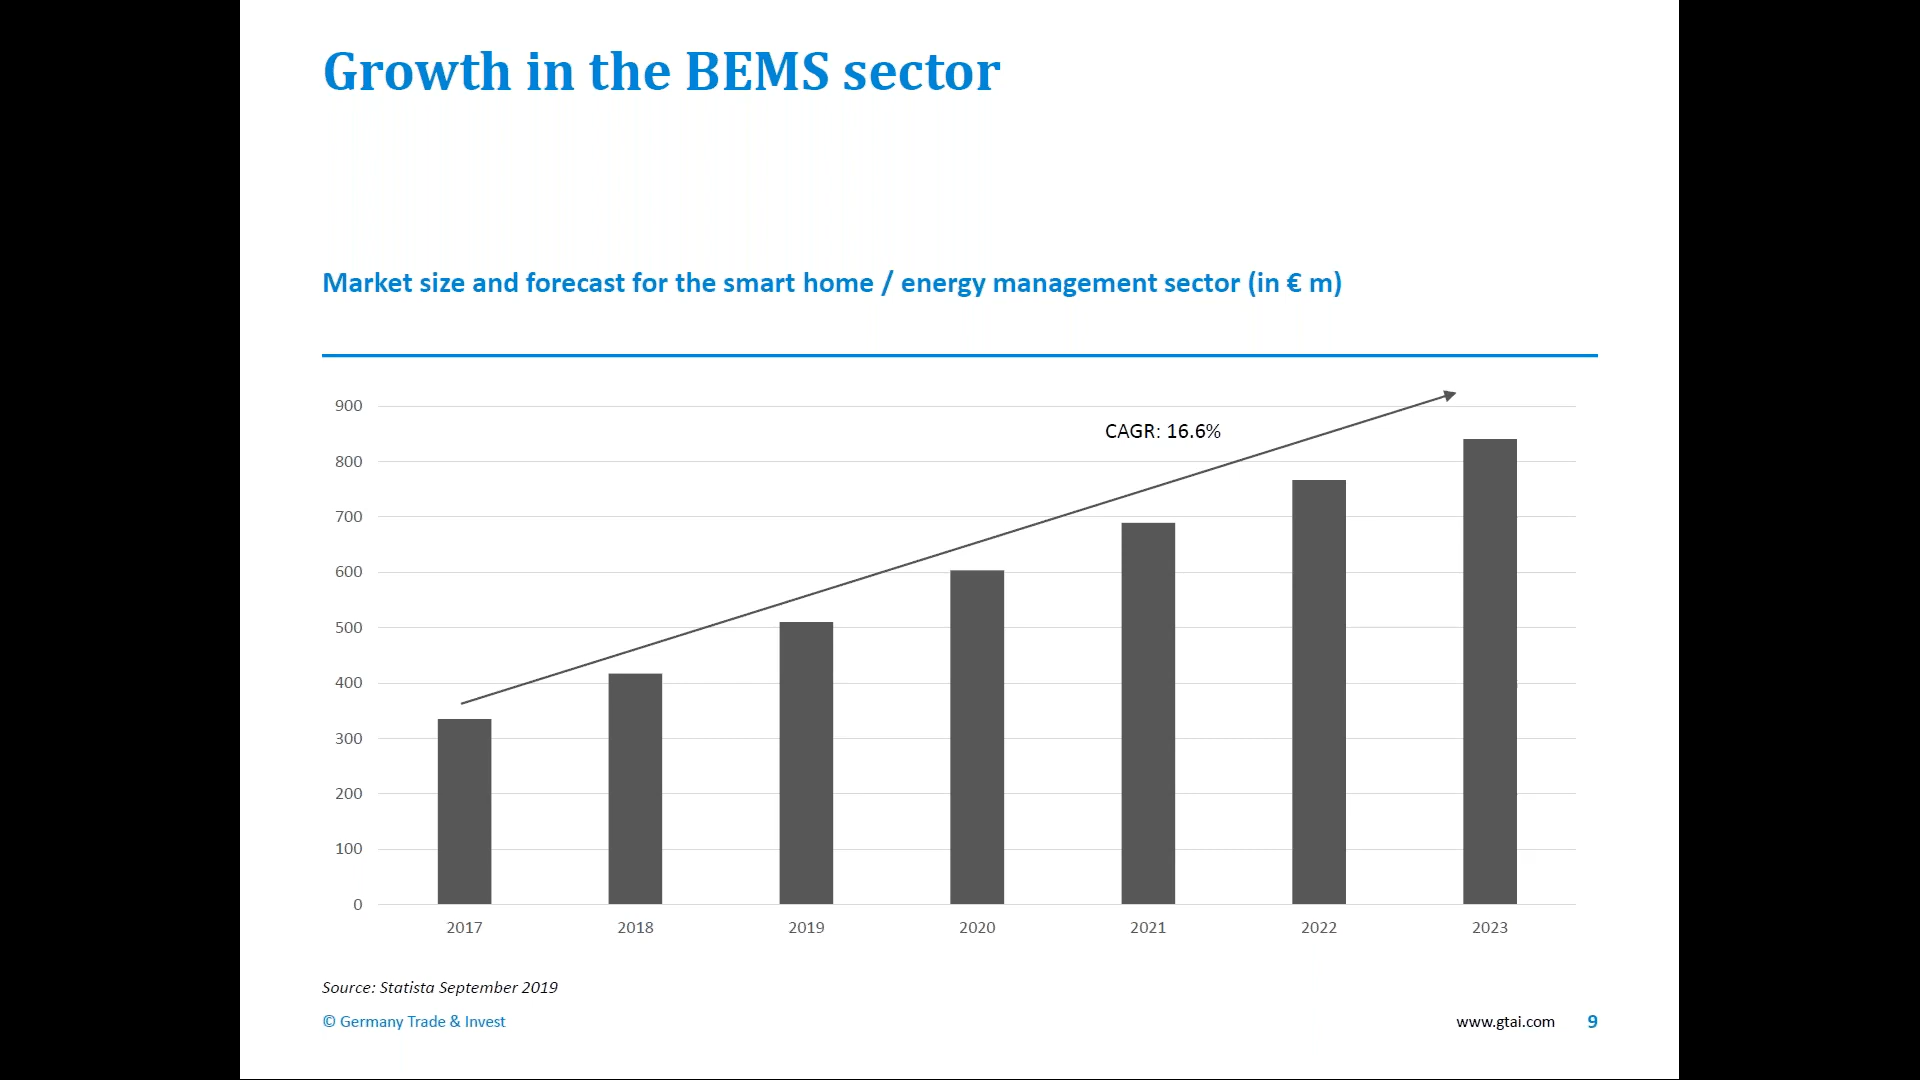 Growth in the BEMS sector
Market size and forecast for the smart home / energy management sector (in € m)
900
CAGR: 16.6%
800
700
600
500
400
300
200
100
0
2017 2018 2019 2020 2021 2022 2023
Source: Statista September 2019
© Germany Trade & Invest
www.gtai.com 9